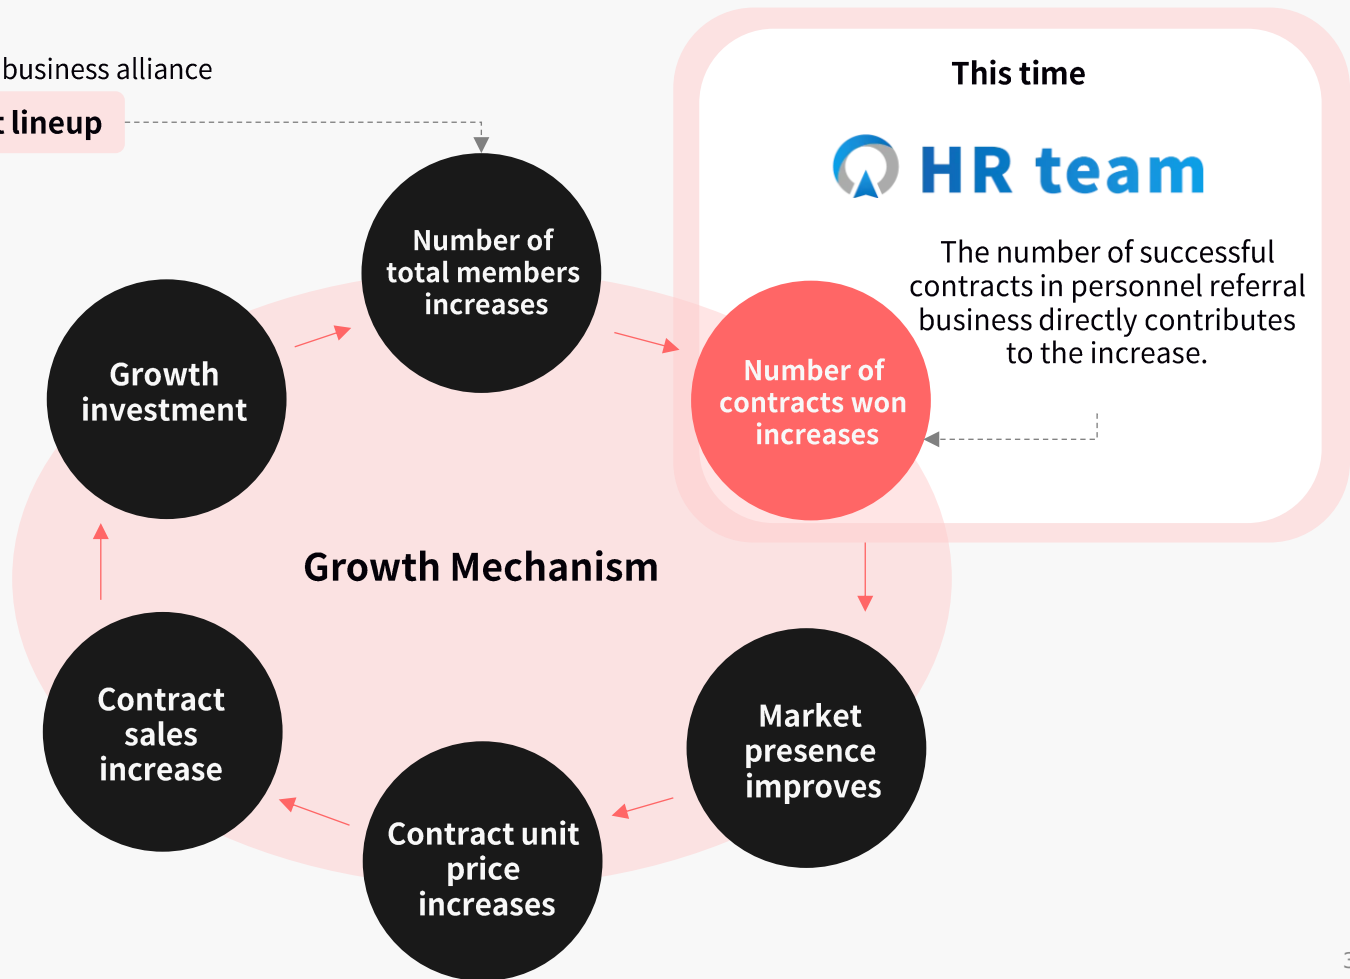 business alliance
lineup
This time
HR team
The number of successful
contracts in personnel referral
business directly contributes
to the increase.
Number of
total members
increases
Growth
investment
Number of
contracts won
increases
Growth Mechanism
Contract
sales
increase
Market
presence
improves
Contract unit
price
increases